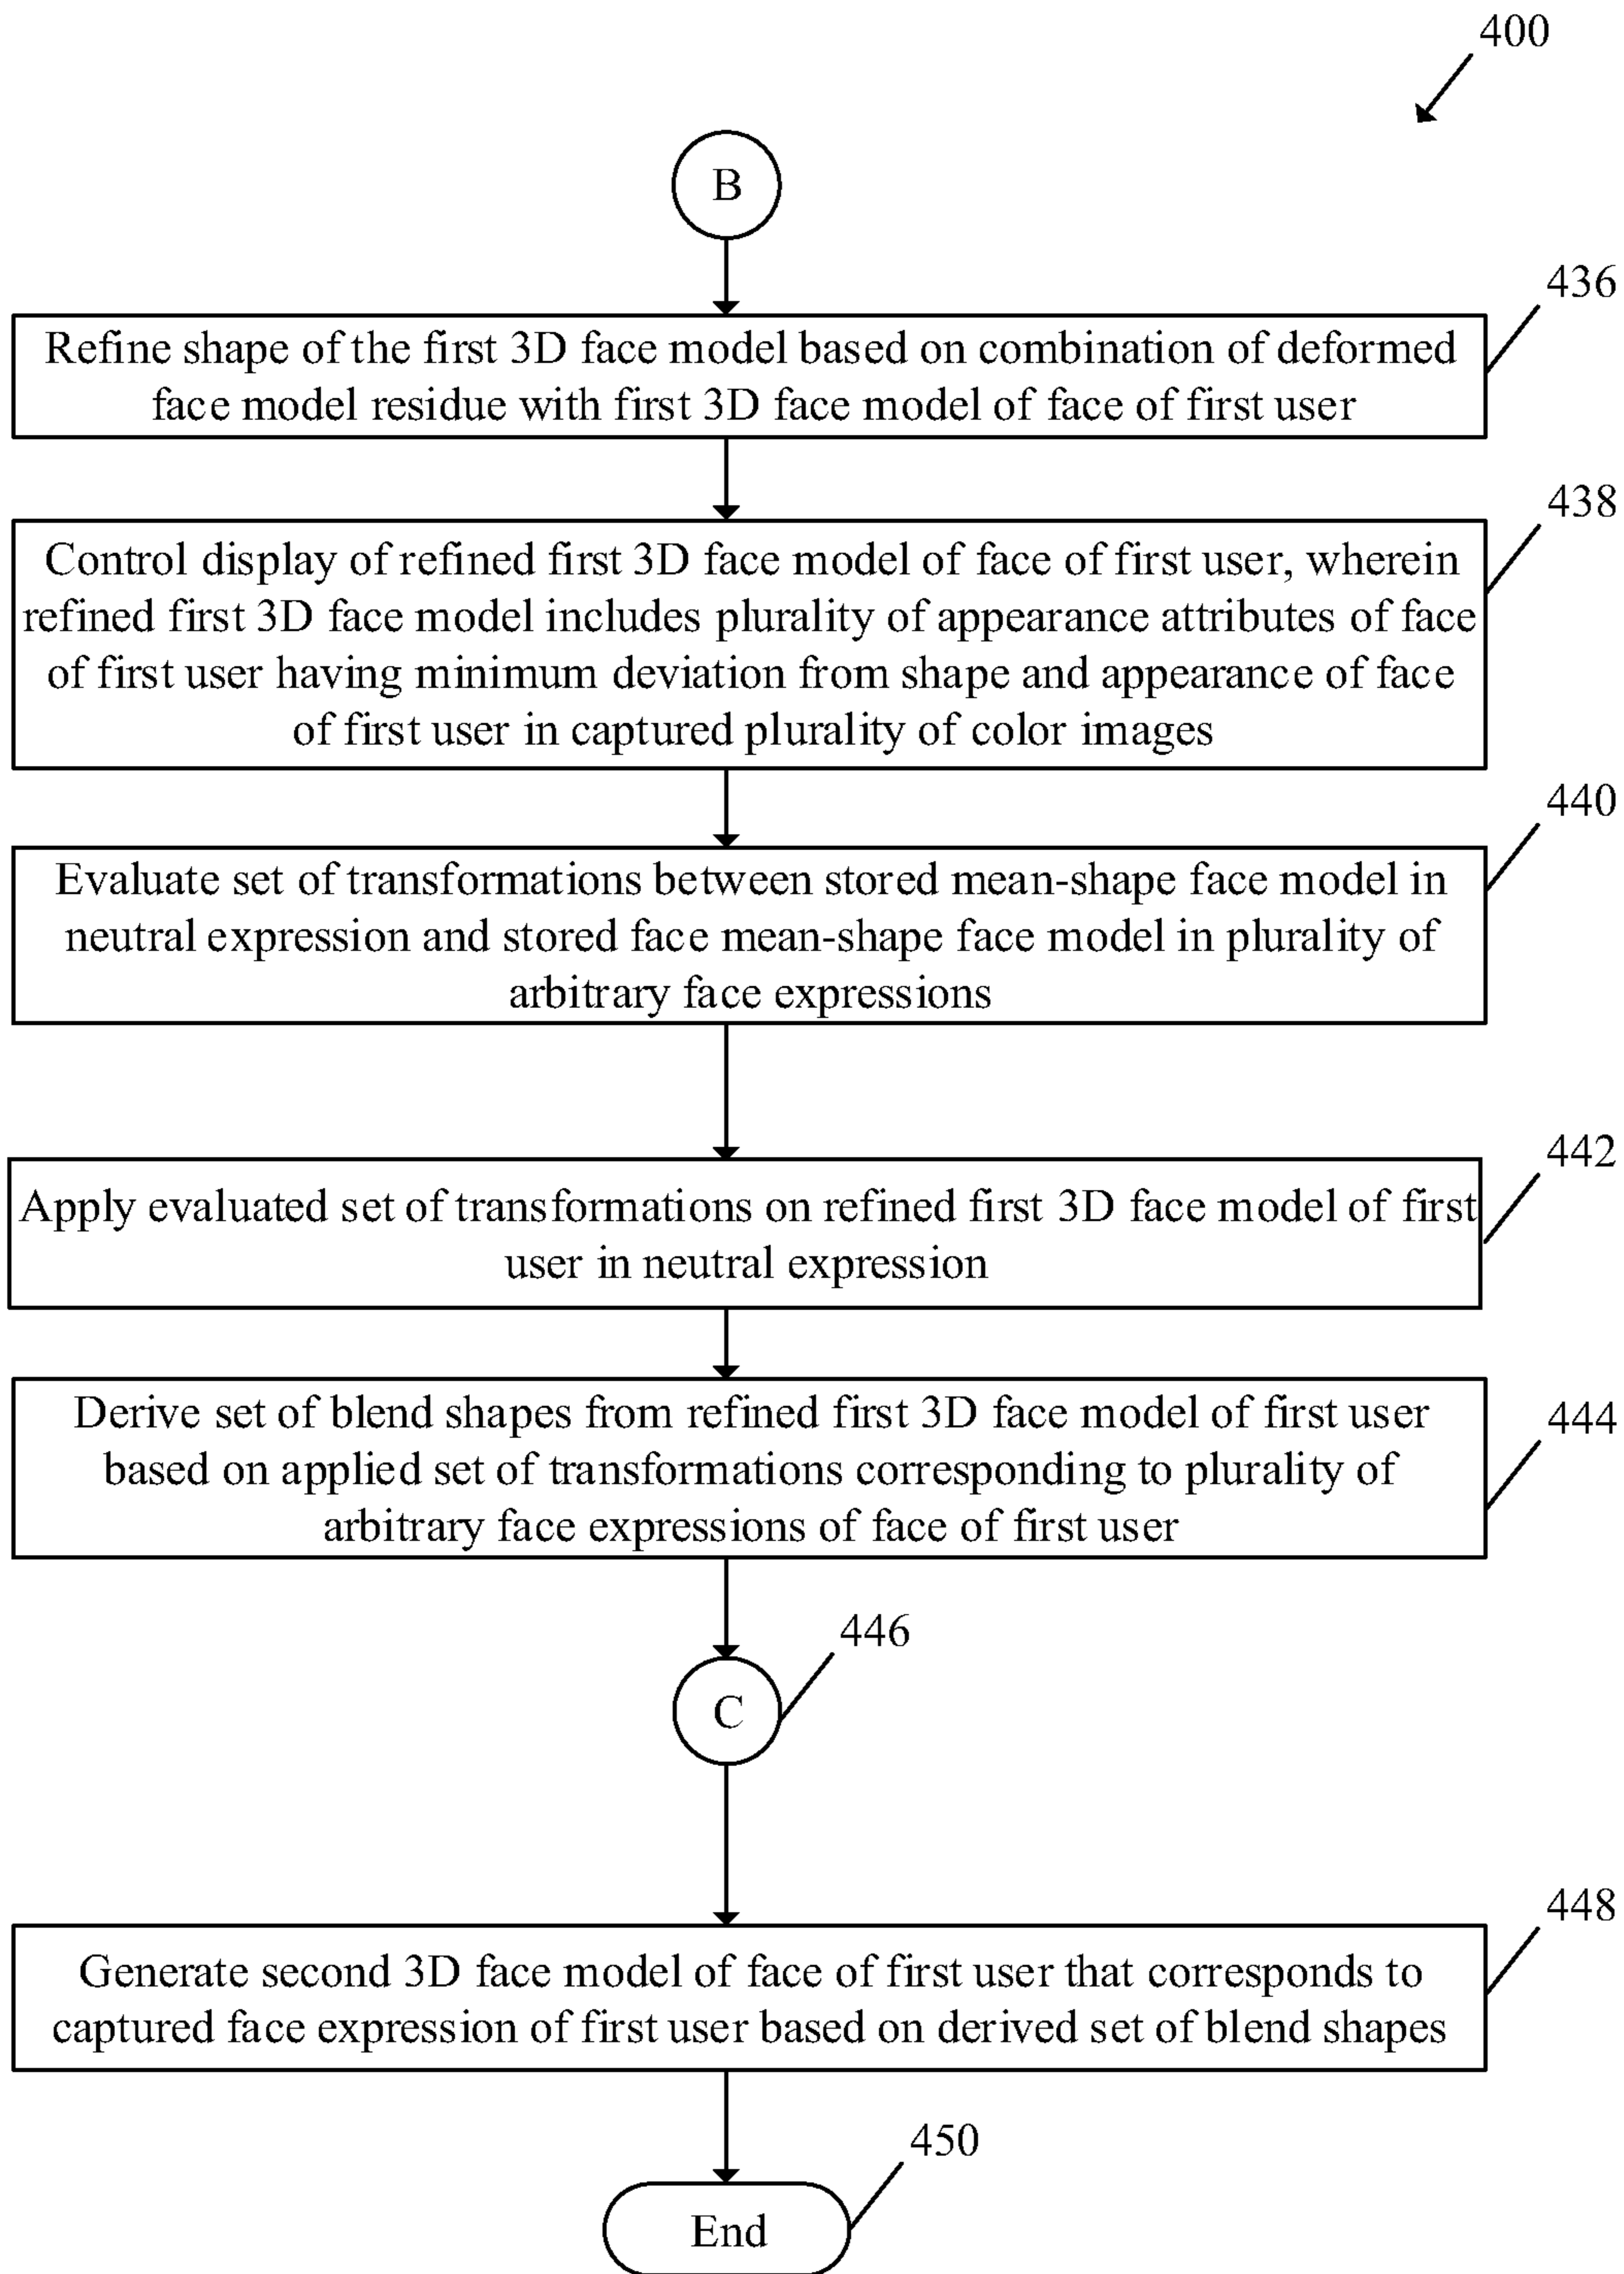 400
B
436
Refine shape of the first 3D face model based on combination of deformed
face model residue with first 3D face model of face of first user
438
Control display of refined first 3D face model of face of first user, wherein
refined first 3D face model includes plurality of appearance attributes of face
of first user having minimum deviation from shape and appearance of face
of first user in captured plurality of color images
440
Evaluate set of transformations between stored mean-shape face model in
neutral expression and stored face mean-shape face model in plurality of
arbitrary face expressions
442
Apply evaluated set of transformations on refined first 3D face model of first
user in neutral expression
444
Derive set of blend shapes from refined first 3D face model of first user
based on applied set of transformations corresponding to plurality of
arbitrary face expressions of face of first user
446
C
448
Generate second 3D face model of face of first user that corresponds to
captured face expression of first user based on derived set of blend shapes
450
End